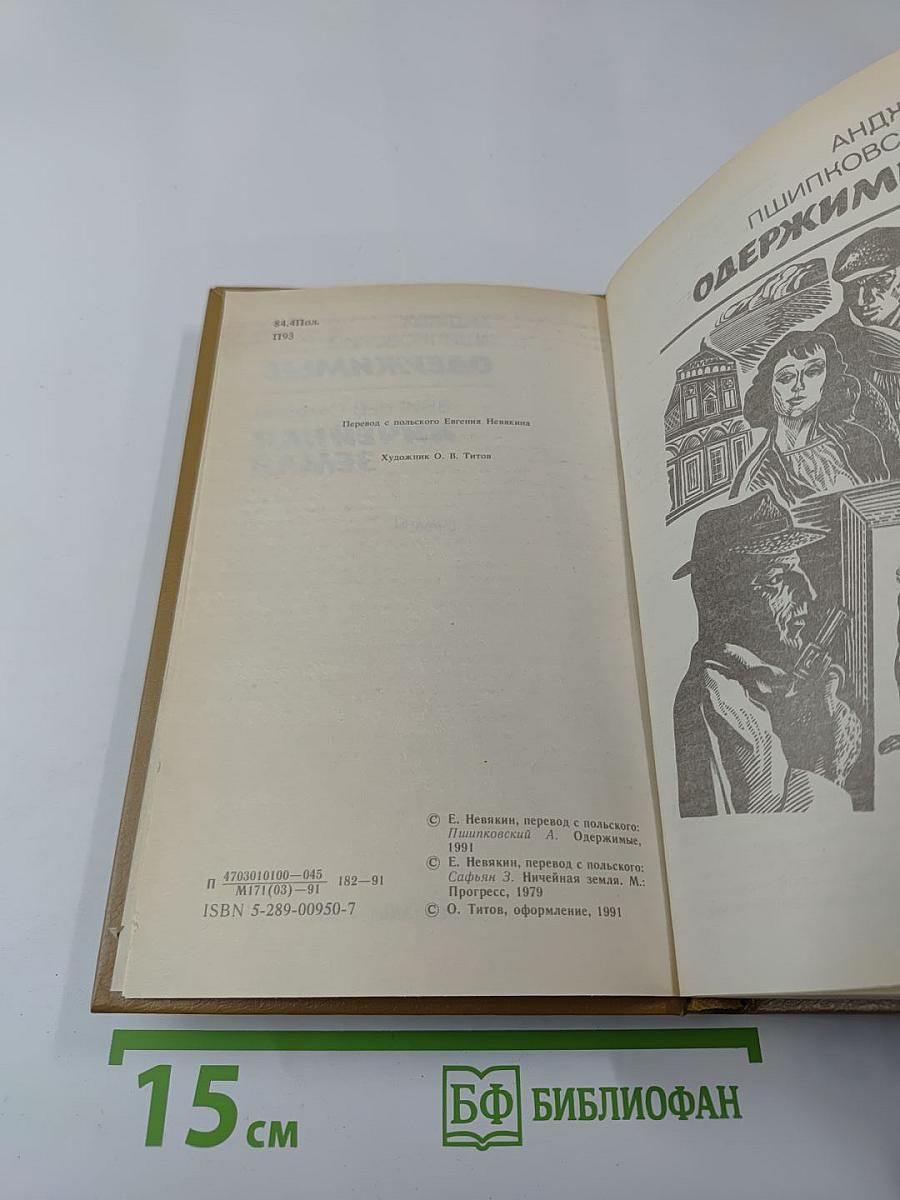 84.4Пол.
П93
Перевод с польского Евгения Невякина
Художник О. В. Титов
© Е. Невякин, перевод с польского:
Пшипковский А. Одержимые,
1991
© Е. Невякин, перевод с польского:
Сафьян З. Ничейная земля. М.:
Прогресс, 1979
© О. Титов, оформление, 1991
П 4703010100—045 182—91
М171(03)—91
ISBN 5-289-00950-7
АНДЖ
ПШИПКОВС
ОДЕРЖИМ
15 см
БФ БИБЛИОФАН